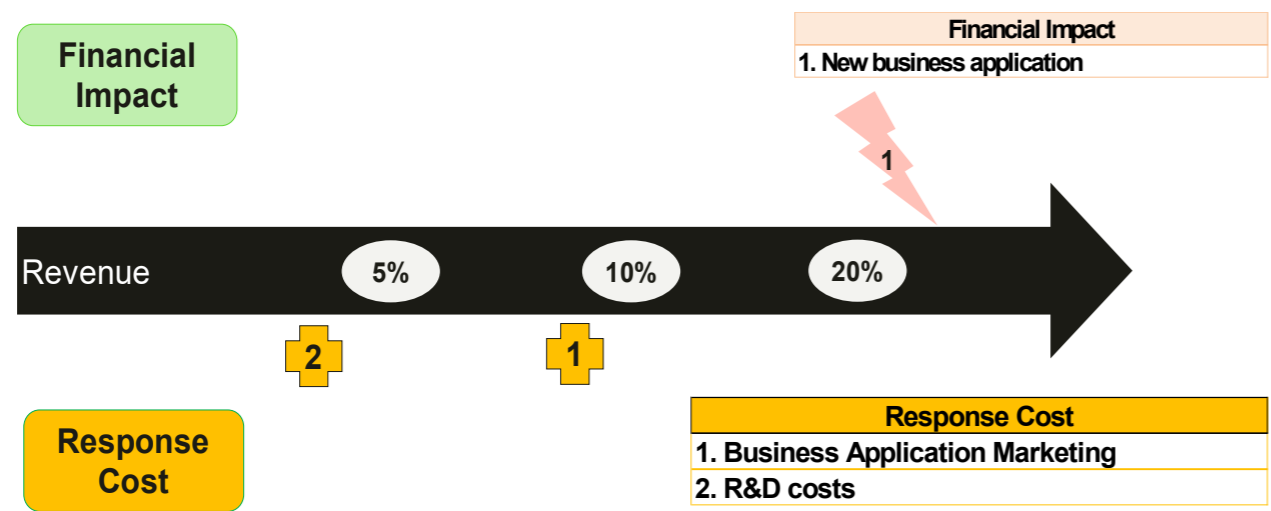 Financial
Impact
Financial Impact
1. New business application
1
Revenue
5%
10%
20%
2
1
Response
Cost
Response Cost
1. Business Application Marketing
2. R&D costs